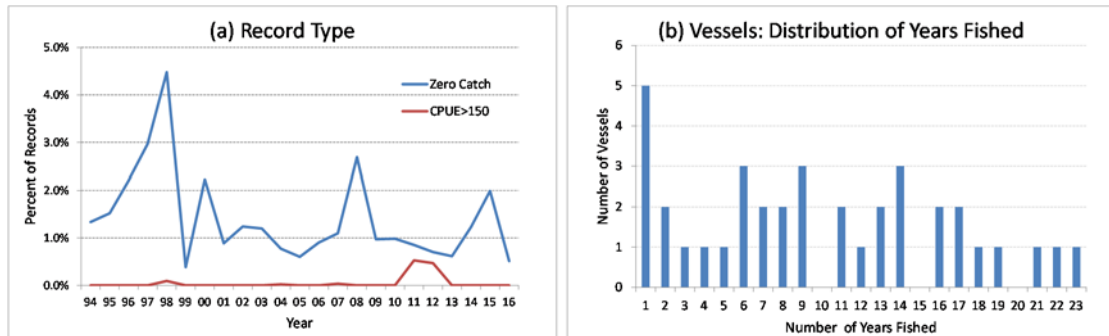 (a) Record Type
5.0%
4.0%
3.0%
2.0%
1.0%
0.0%
Percent of Records
Zero Catch
CPUE>150
94 95 96 97 98 99 00 01 02 03 04 05 06 07 08 09 10 11 12 13 14 15 16
Year
(b) Vessels: Distribution of Years Fished
6
5
4
3
2
1
0
Number of Vessels
1 2 3 4 5 6 7 8 9 10 11 12 13 14 15 16 17 18 19 20 21 22 23
Number of Years Fished